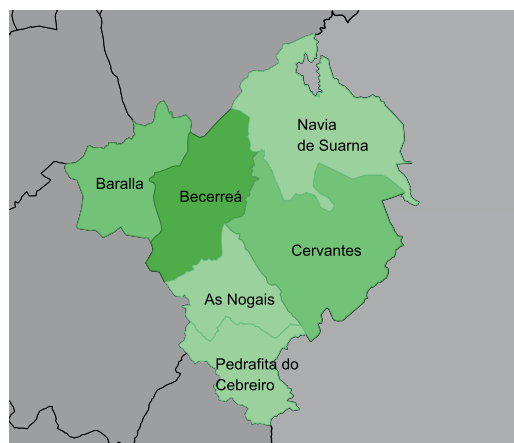 Navia
de Suarna
Baralla
Becerreá
Cervantes
As Nogais
Pedrafita do
Cebreiro